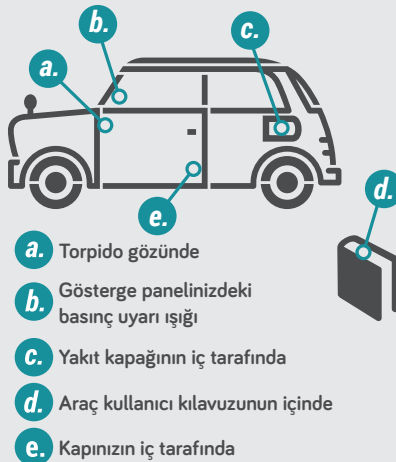 b.
c.
a.
d.
e.
a. Torpido gözünde
b. Gösterge panelinizdeki
basınç uyarı ışığı
c. Yakıt kapağının iç tarafında
d. Araç kullanıcı kılavuzunun içinde
e. Kapınızın iç tarafında